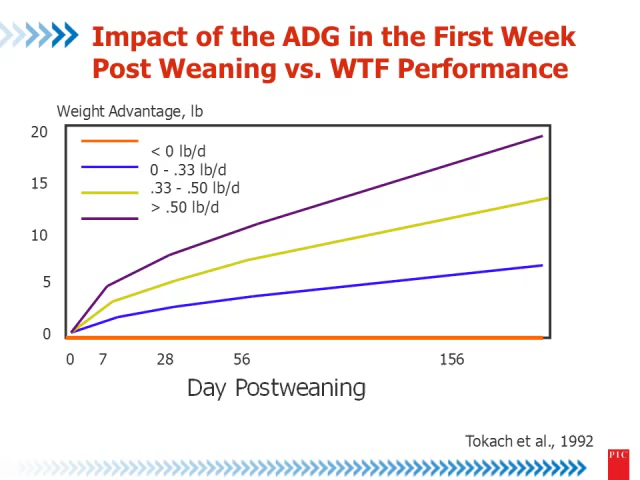 Impact of the ADG in the First Week
Post Weaning vs. WTF Performance
Weight Advantage, lb
20
15
10
5
0
< 0 lb/d
0 - .33 lb/d
.33 - .50 lb/d
> .50 lb/d
0 7 28 56 156
Day Postweaning
Tokach et al., 1992
PIC